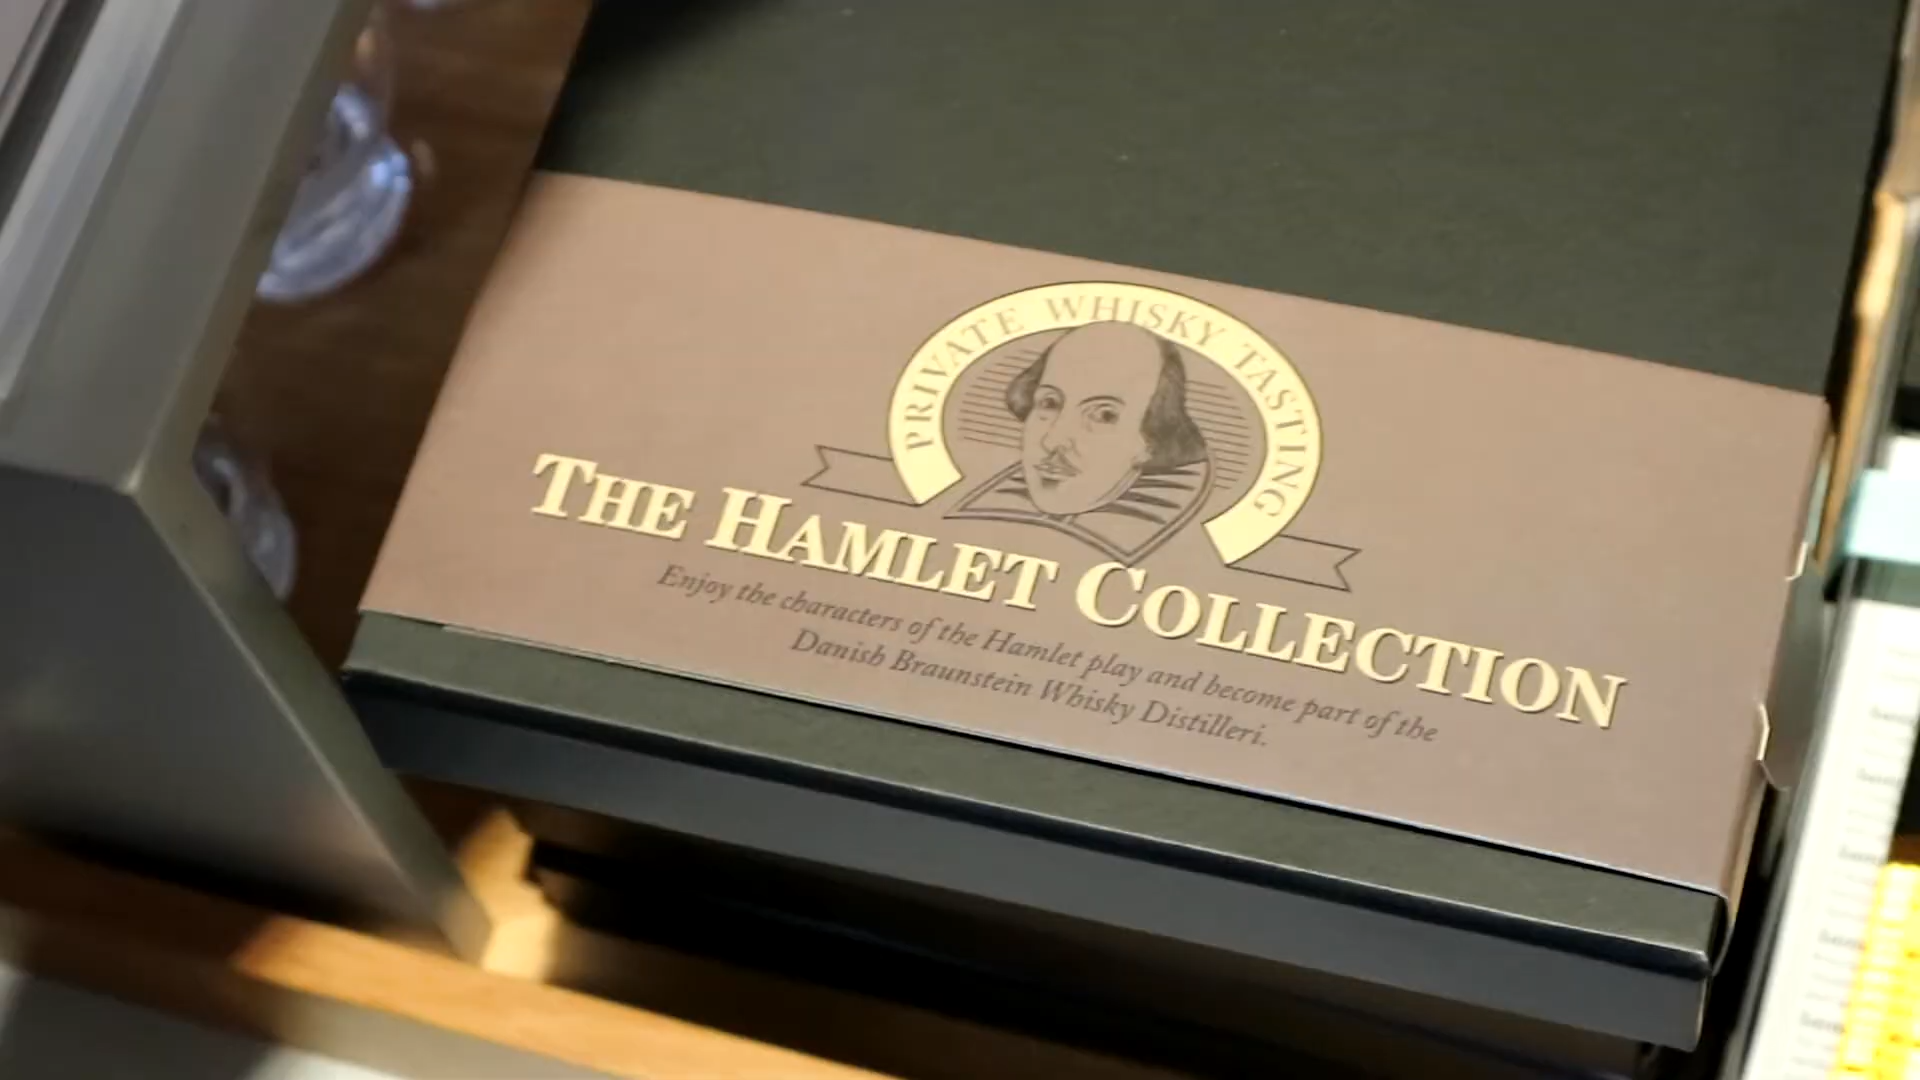 PRIVATE WHISKY TASTING
THE HAMLET COLLECTION
Enjoy the characters of the Hamlet play and become part of the
Danish Braunstein Whisky Distilleri.